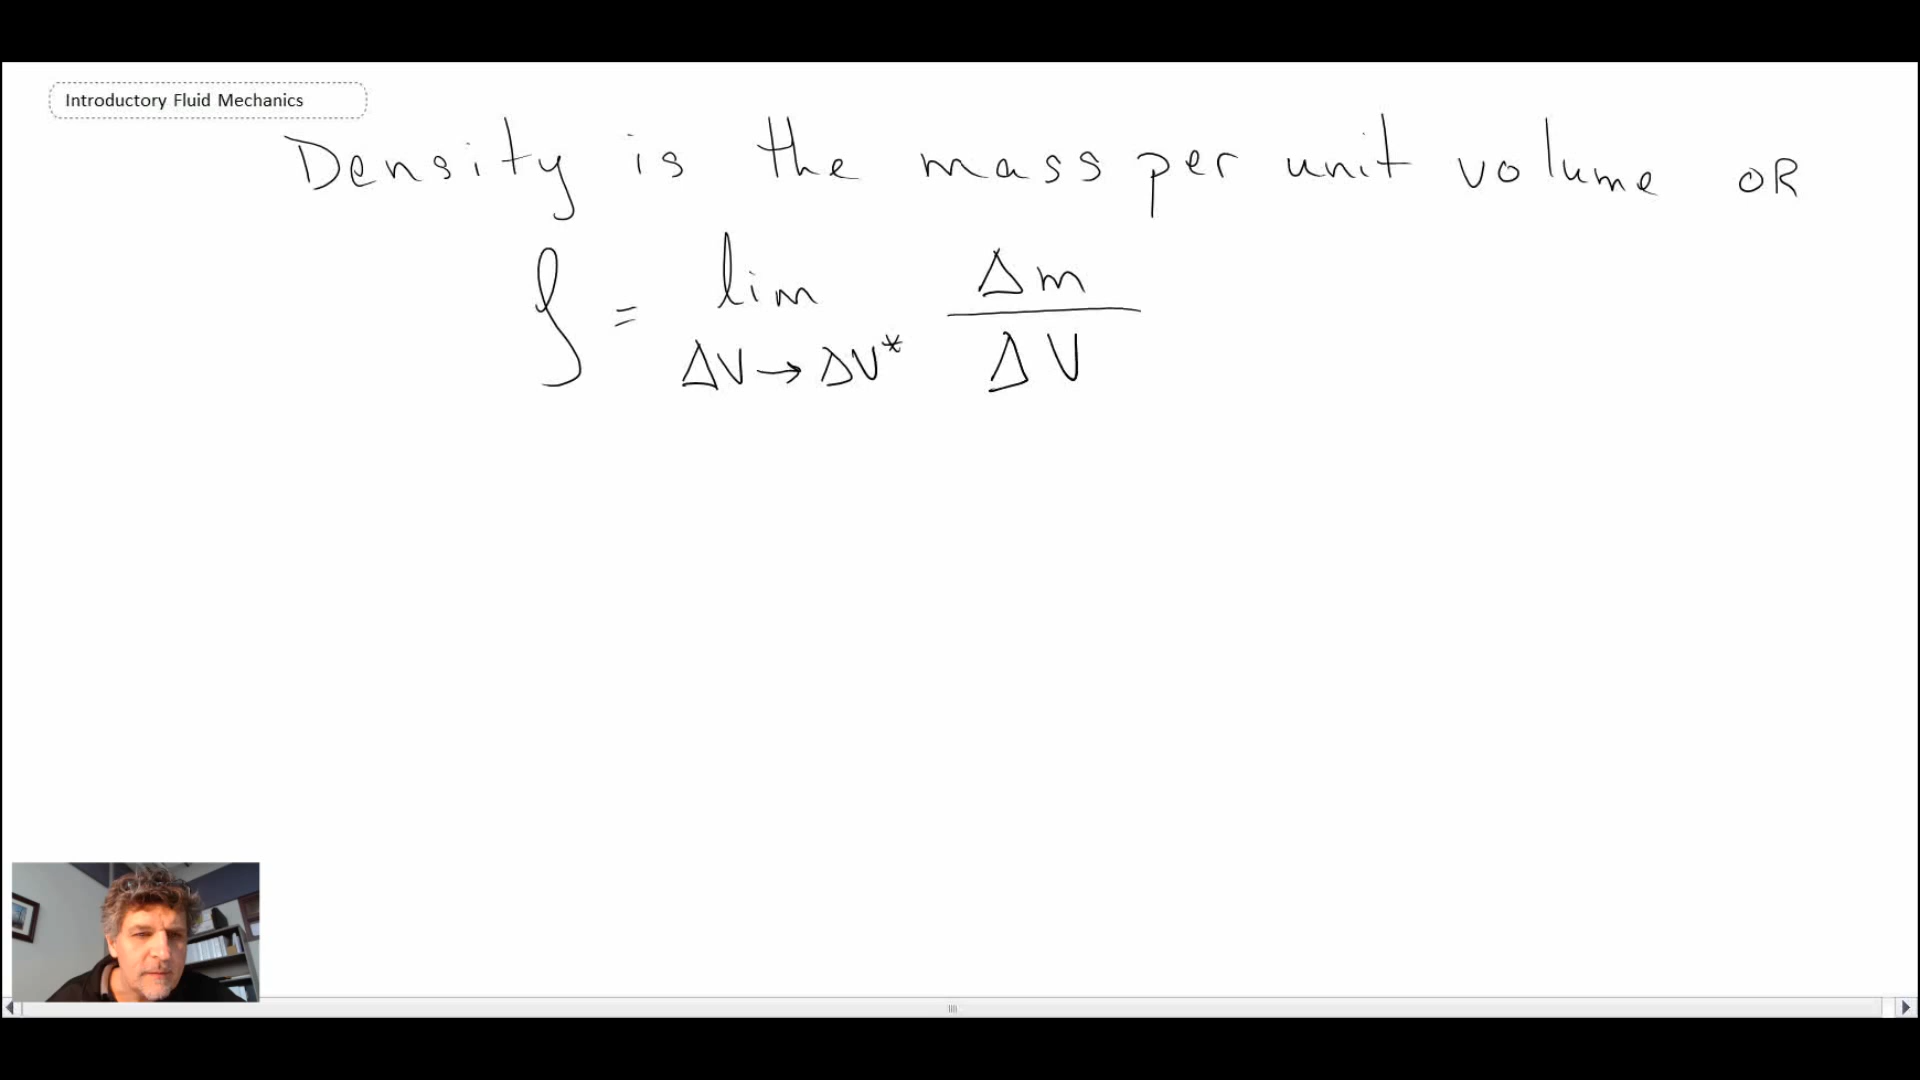 Introductory Fluid Mechanics
Density is the mass per unit volume OR
ρ = lim Δm
ΔV→ΔV* ΔV